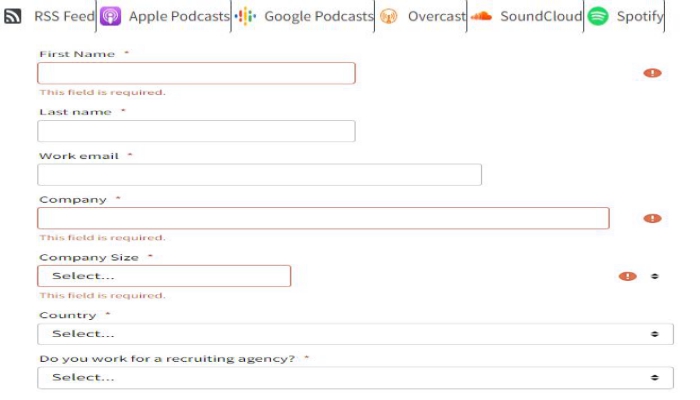 RSS Feed Apple Podcasts Google Podcasts Overcast SoundCloud Spotify
First Name *
This field is required.
Last name *
Work email *
Company *
This field is required.
Company Size *
Select...
This field is required.
Country *
Select...
Do you work for a recruiting agency? *
Select...